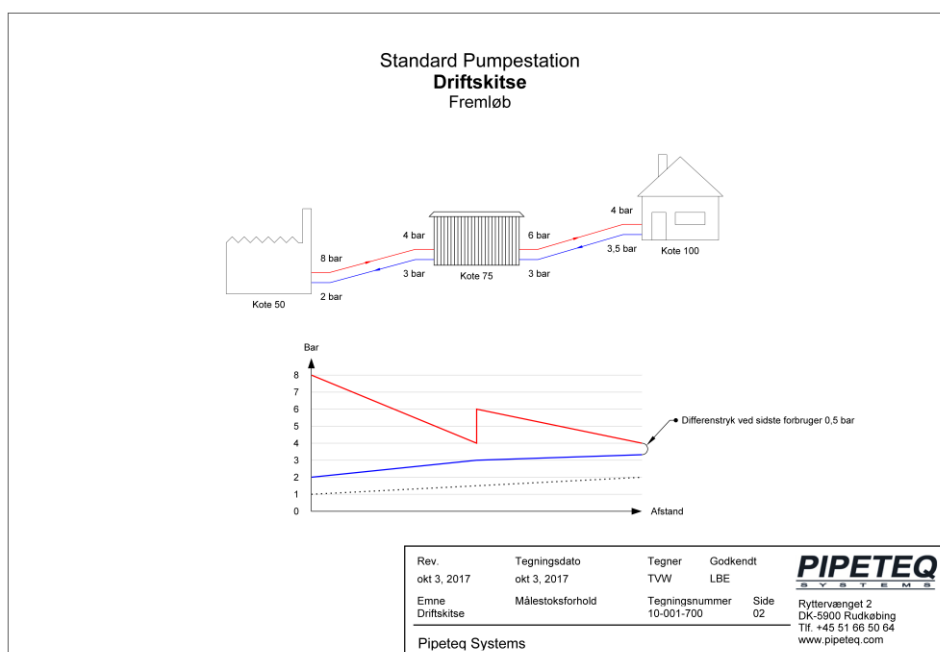 Standard Pumpestation
Driftskitse
Fremløb
4 bar
4 bar
6 bar
3,5 bar
Kote 100
8 bar
3 bar
3 bar
Kote 75
2 bar
Kote 50
Bar
8
7
6
5
4
3
2
1
0
Differenstryk ved sidste forbruger 0,5 bar
Afstand
Rev. Tegningsdato Tegner Godkendt
okt 3, 2017 okt 3, 2017 TVW LBE
Emne Målestoksforhold Tegningsnummer Side
Driftskitse 10-001-700 02
Pipeteq Systems
PIPETEQ
SYSTEMS
Ryttervænget 2
DK-5900 Rudkøbing
Tlf. +45 51 66 50 64
www.pipeteq.com